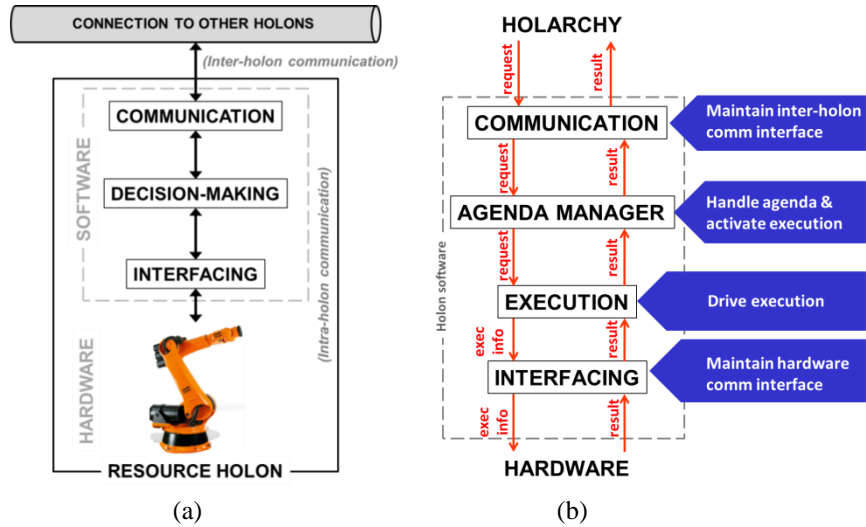 CONNECTION TO OTHER HOLONS
(Inter-holon communication)
COMMUNICATION
DECISION-MAKING
INTERFACING
SOFTWARE
HARDWARE
(Intra-holon communication)
RESOURCE HOLON
(a)
HOLARCHY
request
result
COMMUNICATION
Maintain inter-holon
comm interface
request
result
AGENDA MANAGER
Handle agenda &
activate execution
request
result
Holon software
EXECUTION
Drive execution
exec
info
result
INTERFACING
Maintain hardware
comm interface
exec
info
result
HARDWARE
(b)